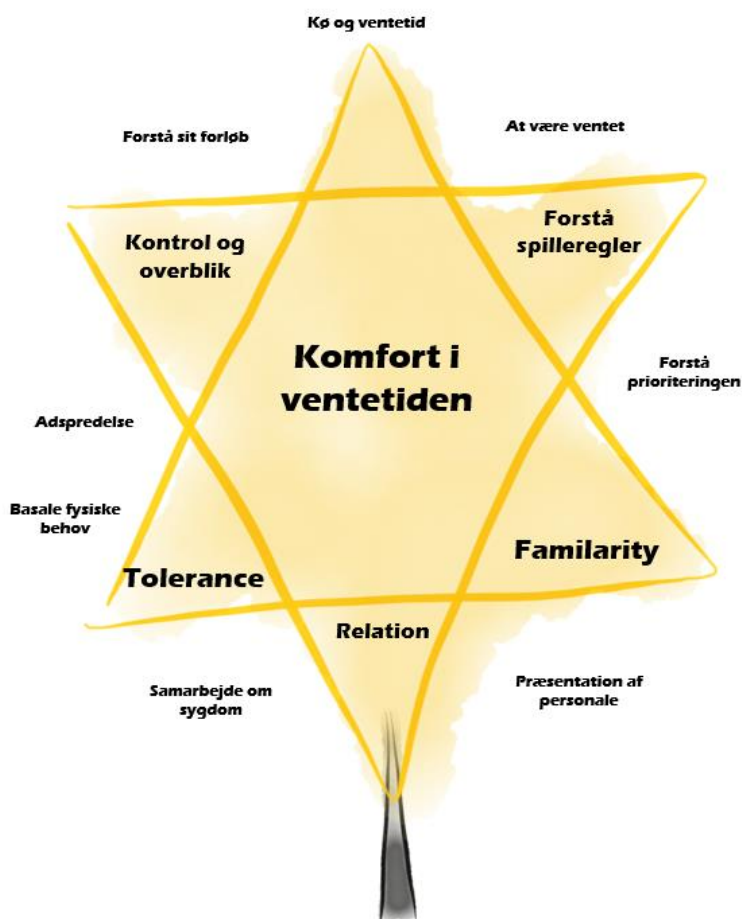 Kø og ventetid
Forstå sit forløb
At være ventet
Kontrol og
overblik
Forstå
spilleregler
Komfort i
ventetiden
Forstå
prioriteringen
Adspredelse
Basale fysiske
behov
Tolerance
Familarity
Relation
Samarbejde om
sygdom
Præsentation af
personale